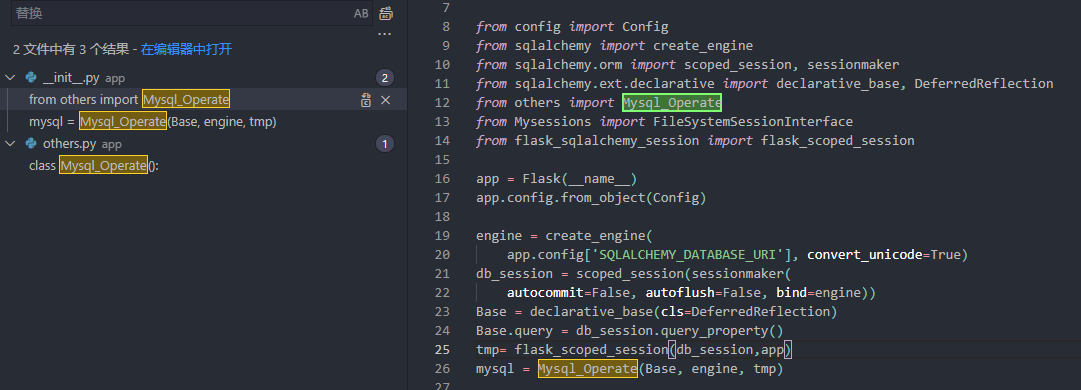 替换
AB
2 文件中有 3 个结果 - 在编辑器中打开
__init__.py app
2
from others import Mysql_Operate
mysql = Mysql_Operate(Base, engine, tmp)
others.py app
1
class Mysql_Operate():
7
8 from config import Config
9 from sqlalchemy import create_engine
10 from sqlalchemy.orm import scoped_session, sessionmaker
11 from sqlalchemy.ext.declarative import declarative_base, DeferredReflection
12 from others import Mysql_Operate
13 from Mysessions import FileSystemSessionInterface
14 from flask_sqlalchemy_session import flask_scoped_session
15
16 app = Flask(__name__)
17 app.config.from_object(Config)
18
19 engine = create_engine(
20 app.config['SQLALCHEMY_DATABASE_URI'], convert_unicode=True)
21 db_session = scoped_session(sessionmaker(
22 autocommit=False, autoflush=False, bind=engine))
23 Base = declarative_base(cls=DeferredReflection)
24 Base.query = db_session.query_property()
25 tmp= flask_scoped_session(db_session,app)
26 mysql = Mysql_Operate(Base, engine, tmp)
27